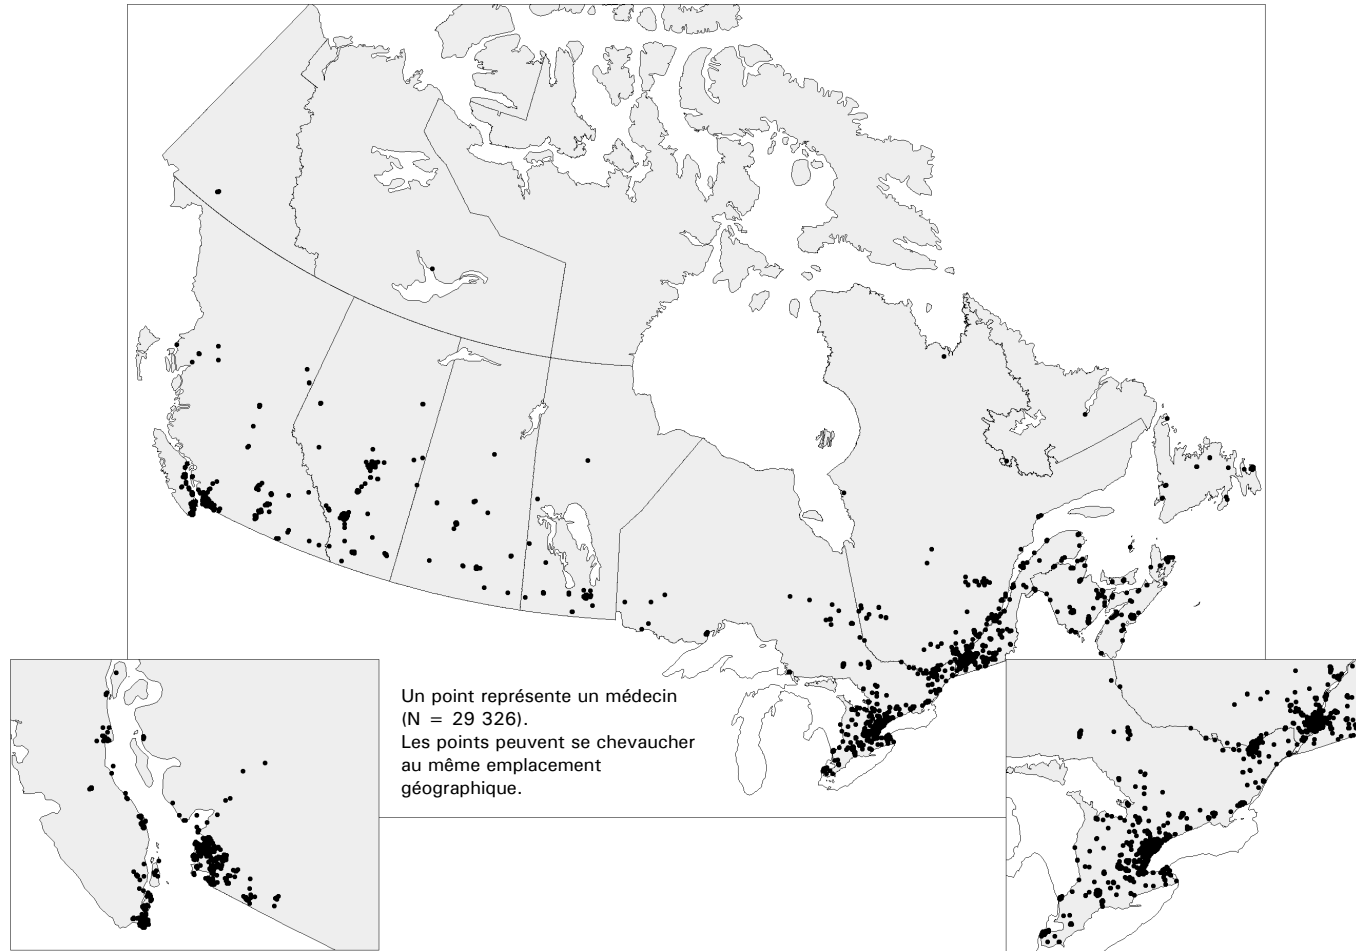 Un point représente un médecin
(N = 29 326).
Les points peuvent se chevaucher
au même emplacement
géographique.